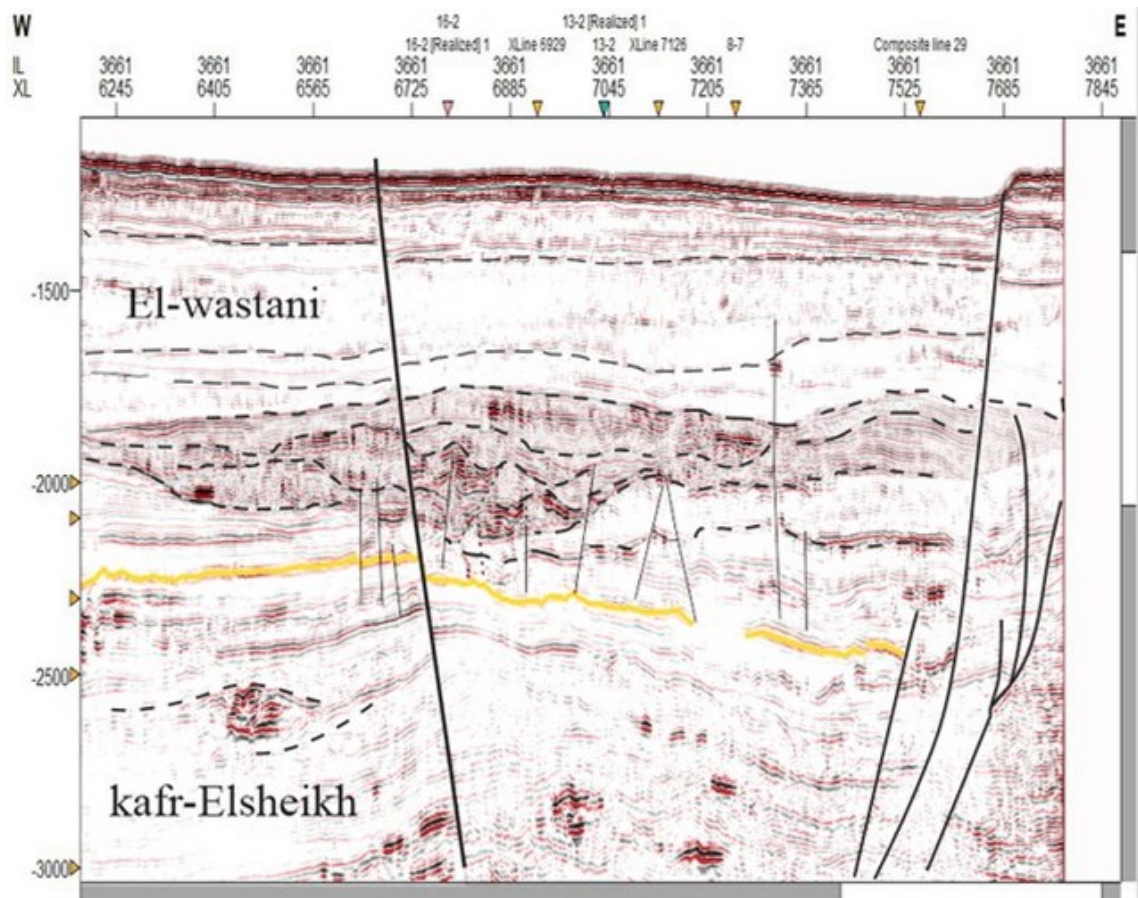 W
E
16-2
13-2 [Realized] 1
16-2 [Realized] 1 XLine 6929 13-2 XLine 7126 8-7 Composite line 29
IL 3661 3661 3661 3661 3661 3661 3661 3661 3661 3661 3661
XL 6245 6405 6565 6725 6885 7045 7205 7365 7525 7685 7845
-1500
El-wastani
-2000
-2500
kafr-Elsheikh
-3000